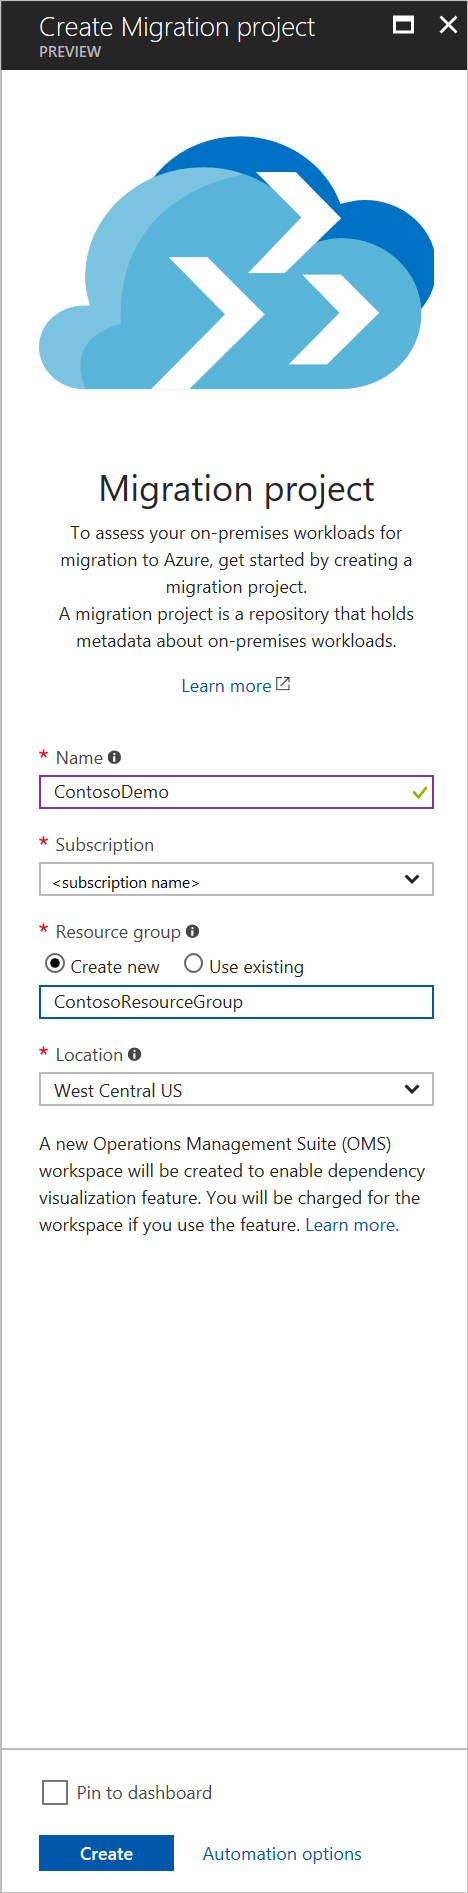 Create Migration project
PREVIEW
Migration project
To assess your on-premises workloads for
migration to Azure, get started by creating a
migration project.
A migration project is a repository that holds
metadata about on-premises workloads.
Learn more
* Name
ContosoDemo
* Subscription
<subscription name>
* Resource group
Create new Use existing
ContosoResourceGroup
* Location
West Central US
A new Operations Management Suite (OMS)
workspace will be created to enable dependency
visualization feature. You will be charged for the
workspace if you use the feature. Learn more.
Pin to dashboard
Create Automation options